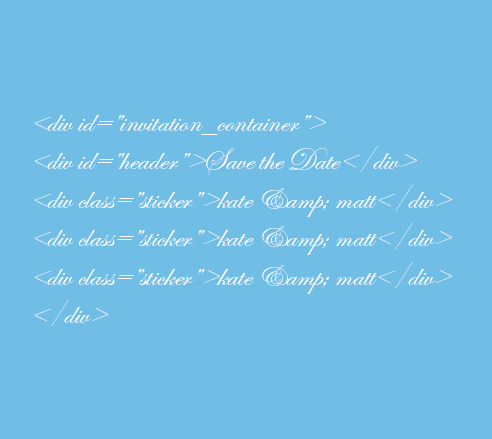 <div id="invitation_container">
<div id="header">Save the Date</div>
<div class="sticker">kate &amp; matt</div>
<div class="sticker">kate &amp; matt</div>
<div class="sticker">kate &amp; matt</div>
</div>